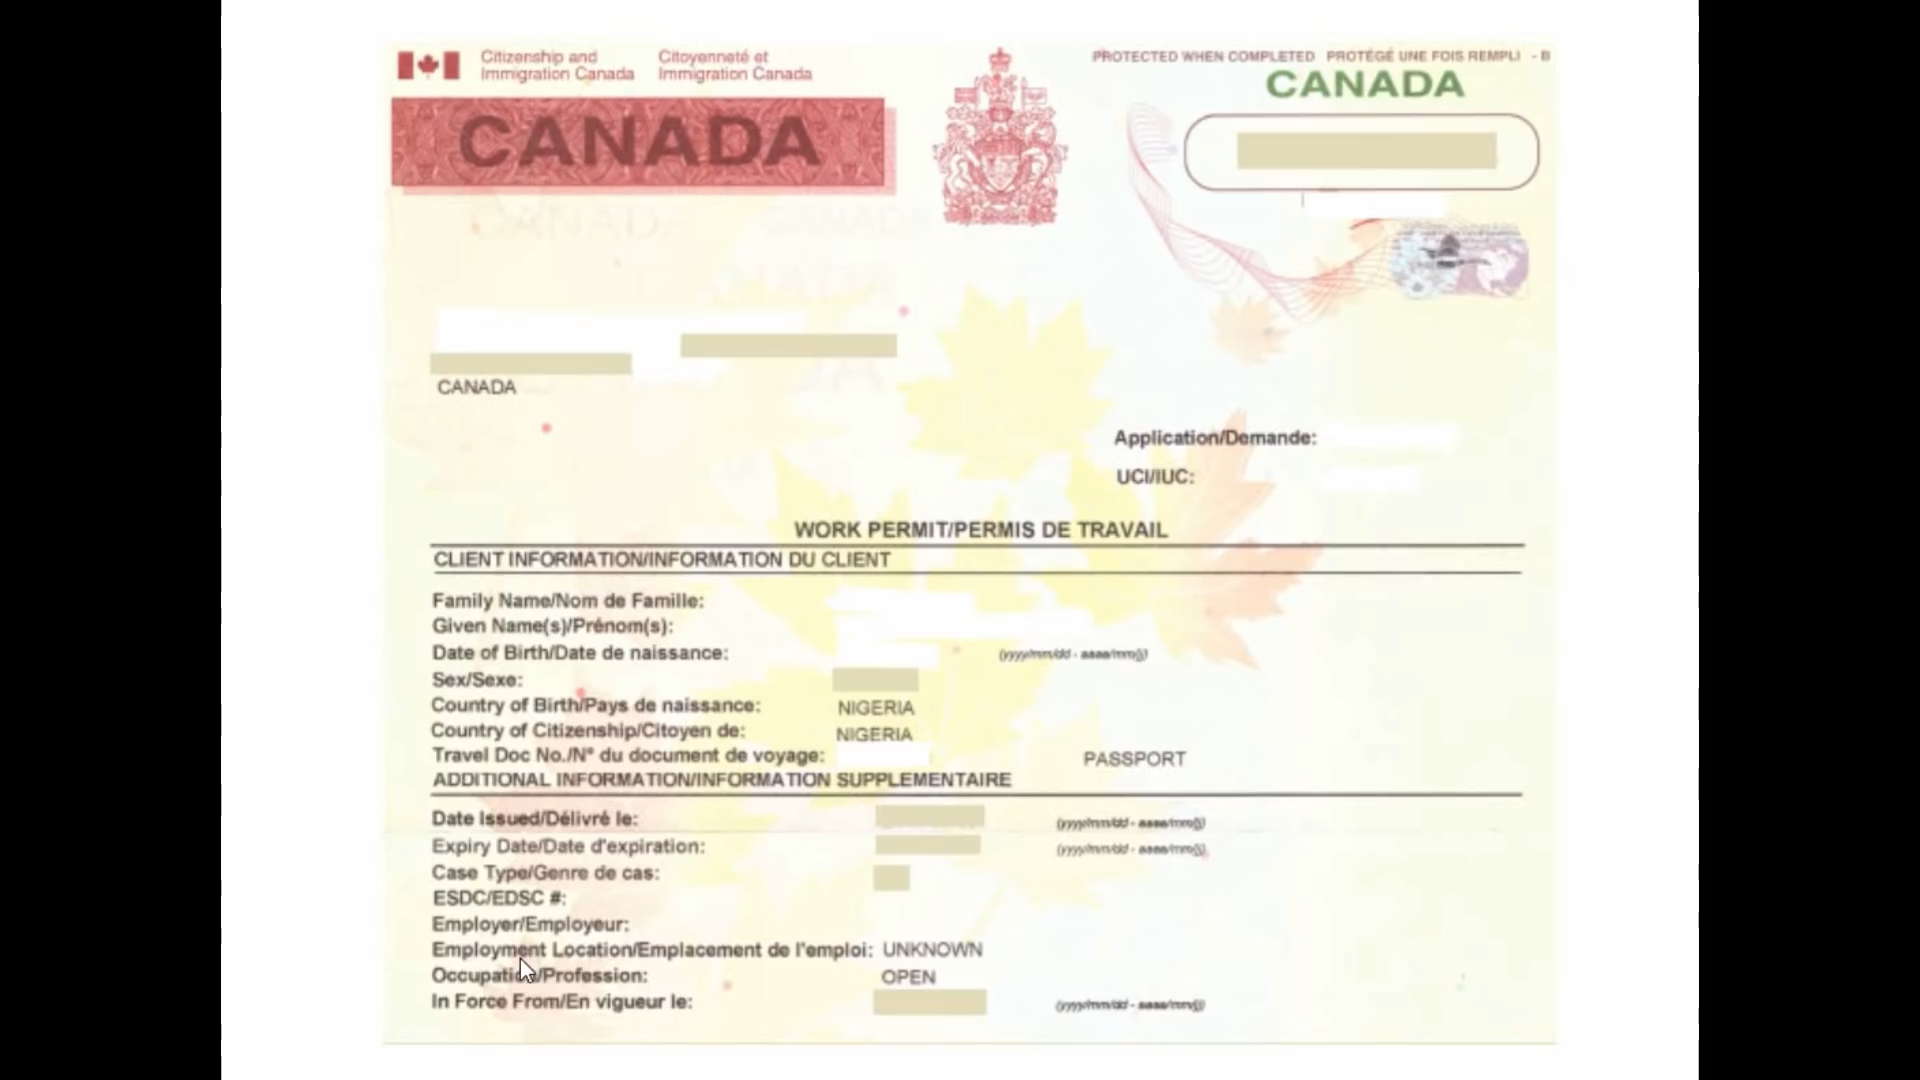 Citizenship and Citoyenneté et
Immigration Canada Immigration Canada
PROTECTED WHEN COMPLETED PROTÉGÉ UNE FOIS REMPLI - B
CANADA
CANADA
CANADA CANADA
CANADA
CANADA
Application/Demande:
UCI/IUC:
WORK PERMIT/PERMIS DE TRAVAIL
CLIENT INFORMATION/INFORMATION DU CLIENT
Family Name/Nom de Famille:
Given Name(s)/Prénom(s):
Date of Birth/Date de naissance: (yyyy/mm/dd - aaaa/mm/jj)
Sex/Sexe:
Country of Birth/Pays de naissance: NIGERIA
Country of Citizenship/Citoyen de: NIGERIA
Travel Doc No./N° du document de voyage: PASSPORT
ADDITIONAL INFORMATION/INFORMATION SUPPLEMENTAIRE
Date Issued/Délivré le: (yyyy/mm/dd - aaaa/mm/jj)
Expiry Date/Date d'expiration: (yyyy/mm/dd - aaaa/mm/jj)
Case Type/Genre de cas:
ESDC/EDSC #:
Employer/Employeur:
Employment Location/Emplacement de l'emploi: UNKNOWN
Occupation/Profession: OPEN
In Force From/En vigueur le: (yyyy/mm/dd - aaaa/mm/jj)